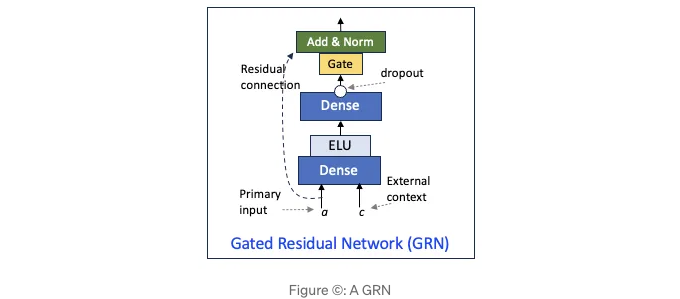 Add & Norm
Gate
Residual
connection
dropout
Dense
ELU
Dense
Primary
input
External
context
a
c
Gated Residual Network (GRN)
Figure ©: A GRN